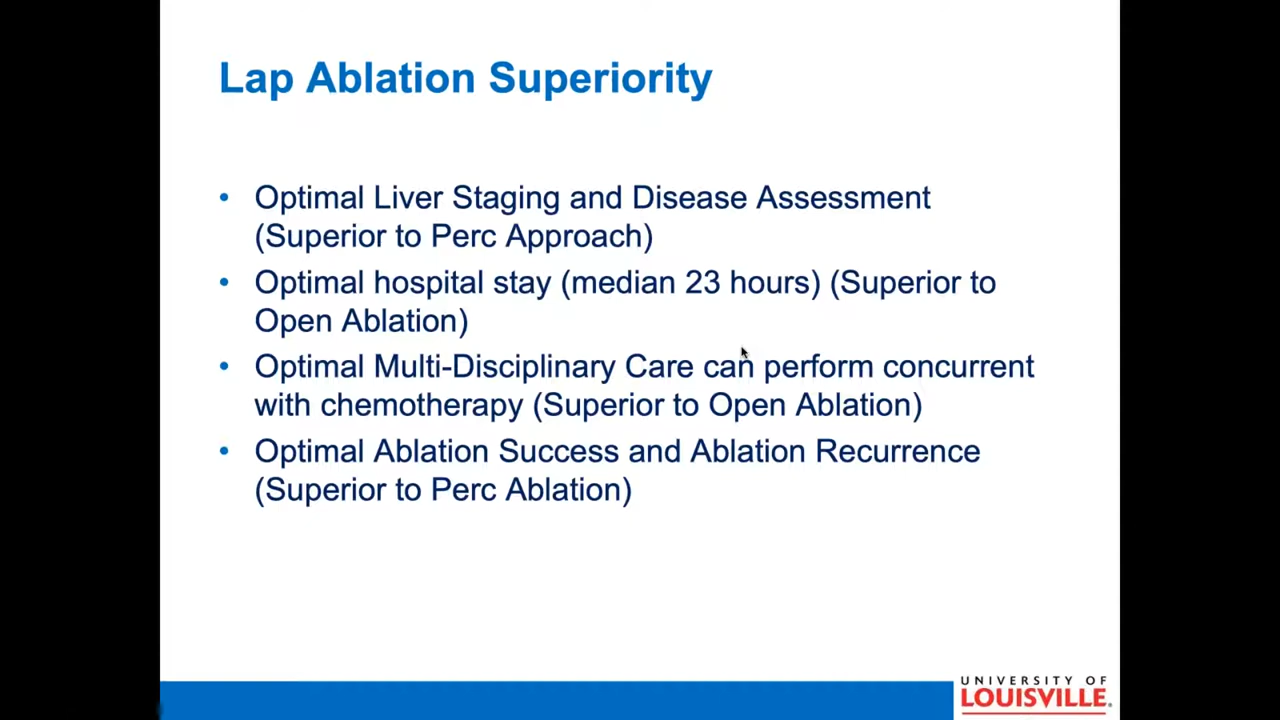 Lap Ablation Superiority
• Optimal Liver Staging and Disease Assessment
(Superior to Perc Approach)
• Optimal hospital stay (median 23 hours) (Superior to
Open Ablation)
• Optimal Multi-Disciplinary Care can perform concurrent
with chemotherapy (Superior to Open Ablation)
• Optimal Ablation Success and Ablation Recurrence
(Superior to Perc Ablation)
UNIVERSITY OF
LOUISVILLE.